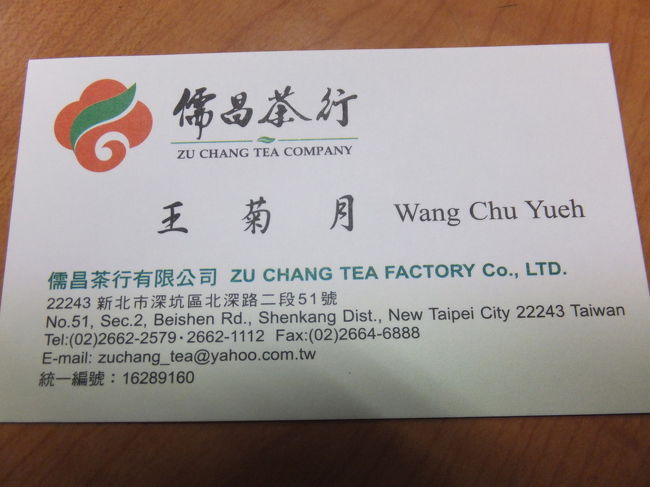 儒昌茶行
ZU CHANG TEA COMPANY
王 菊 月 Wang Chu Yueh
儒昌茶行有限公司 ZU CHANG TEA FACTORY Co., LTD.
22243 新北市深坑區北深路二段51號
No.51, Sec.2, Beishen Rd., Shenkang Dist., New Taipei City 22243 Taiwan
Tel:(02)2662-2579·2662-1112 Fax:(02)2664-6888
E-mail: zuchang_tea@yahoo.com.tw
統一編號：16289160